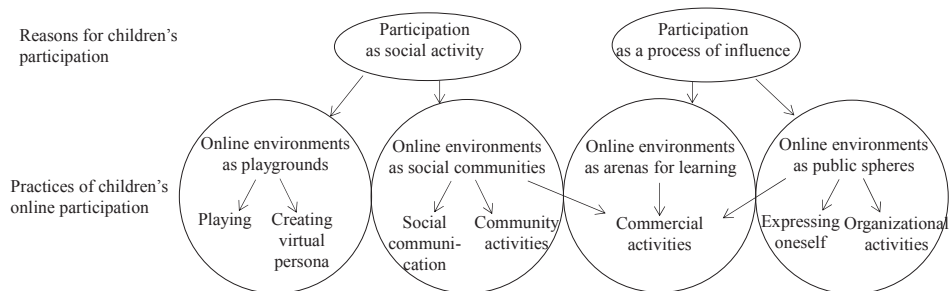 Reasons for children's
participation
Participation
as social activity
Participation
as a process of influence
Practices of children's
online participation
Online environments
as playgrounds
Playing
Creating
virtual
persona
Online environments
as social communities
Social
communi-
cation
Community
activities
Online environments
as arenas for learning
Commercial
activities
Online environments
as public spheres
Expressing
oneself
Organizational
activities